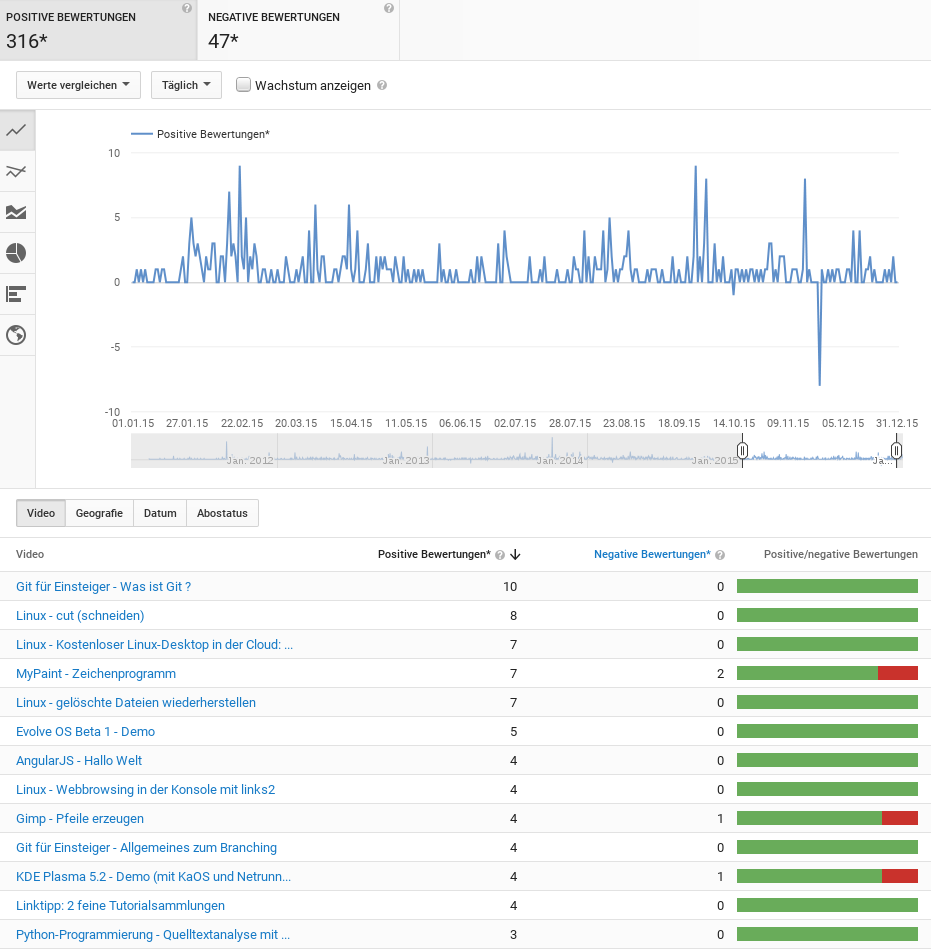 POSITIVE BEWERTUNGEN ? NEGATIVE BEWERTUNGEN ?
316* 47*
Werte vergleichen Täglich Wachstum anzeigen ?
Positive Bewertungen*
10
5
0
-5
-10
01.01.15 27.01.15 22.02.15 20.03.15 15.04.15 11.05.15 06.06.15 02.07.15 28.07.15 23.08.15 18.09.15 14.10.15 09.11.15 05.12.15 31.12.15
Jan. 2012 Jan. 2013 Jan. 2014 Jan. 2015 Ja...
Video Geografie Datum Abostatus
Video Positive Bewertungen* ? Negative Bewertungen* ? Positive/negative Bewertungen
Git für Einsteiger - Was ist Git ? 10 0
Linux - cut (schneiden) 8 0
Linux - Kostenloser Linux-Desktop in der Cloud: ... 7 0
MyPaint - Zeichenprogramm 7 2
Linux - gelöschte Dateien wiederherstellen 7 0
Evolve OS Beta 1 - Demo 5 0
AngularJS - Hallo Welt 4 0
Linux - Webbrowsing in der Konsole mit links2 4 0
Gimp - Pfeile erzeugen 4 1
Git für Einsteiger - Allgemeines zum Branching 4 0
KDE Plasma 5.2 - Demo (mit KaOS und Netrunn... 4 1
Linktipp: 2 feine Tutorialsammlungen 4 0
Python-Programmierung - Quelltextanalyse mit ... 3 0